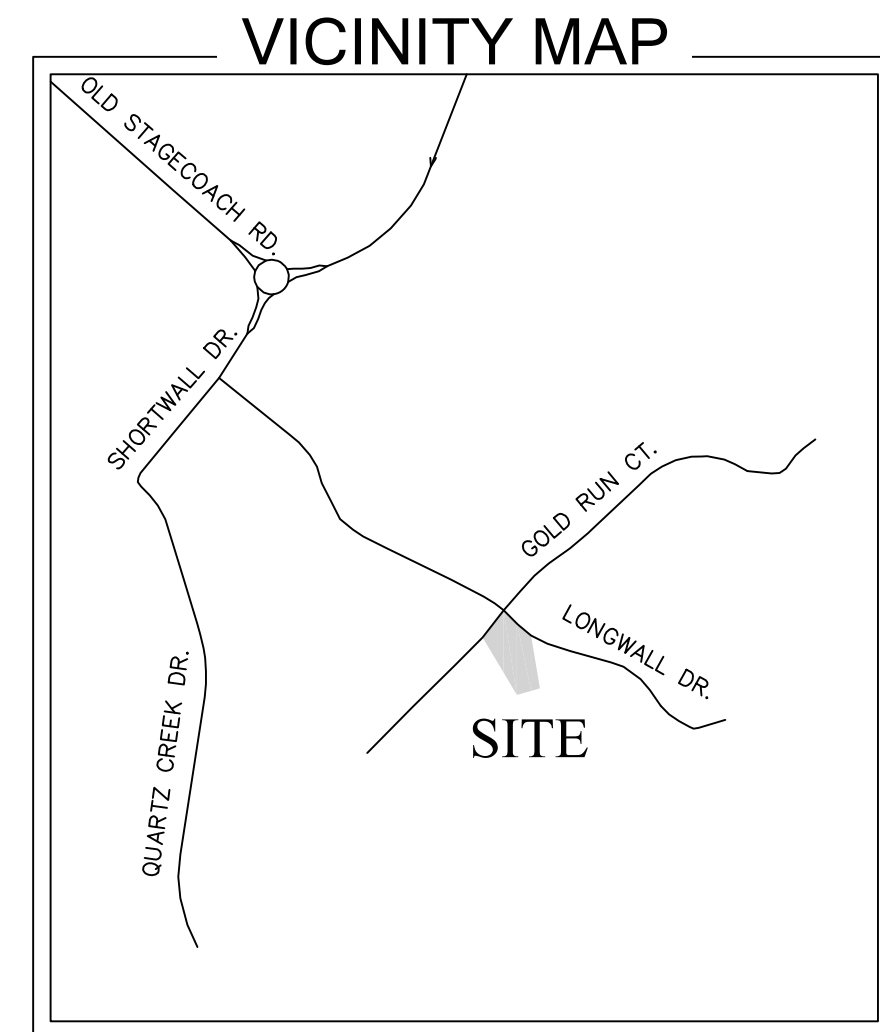 VICINITY MAP
OLD STAGECOACH RD.
SHORTWALL DR.
GOLD RUN CT.
LONGWALL DR.
QUARTZ CREEK DR.
SITE